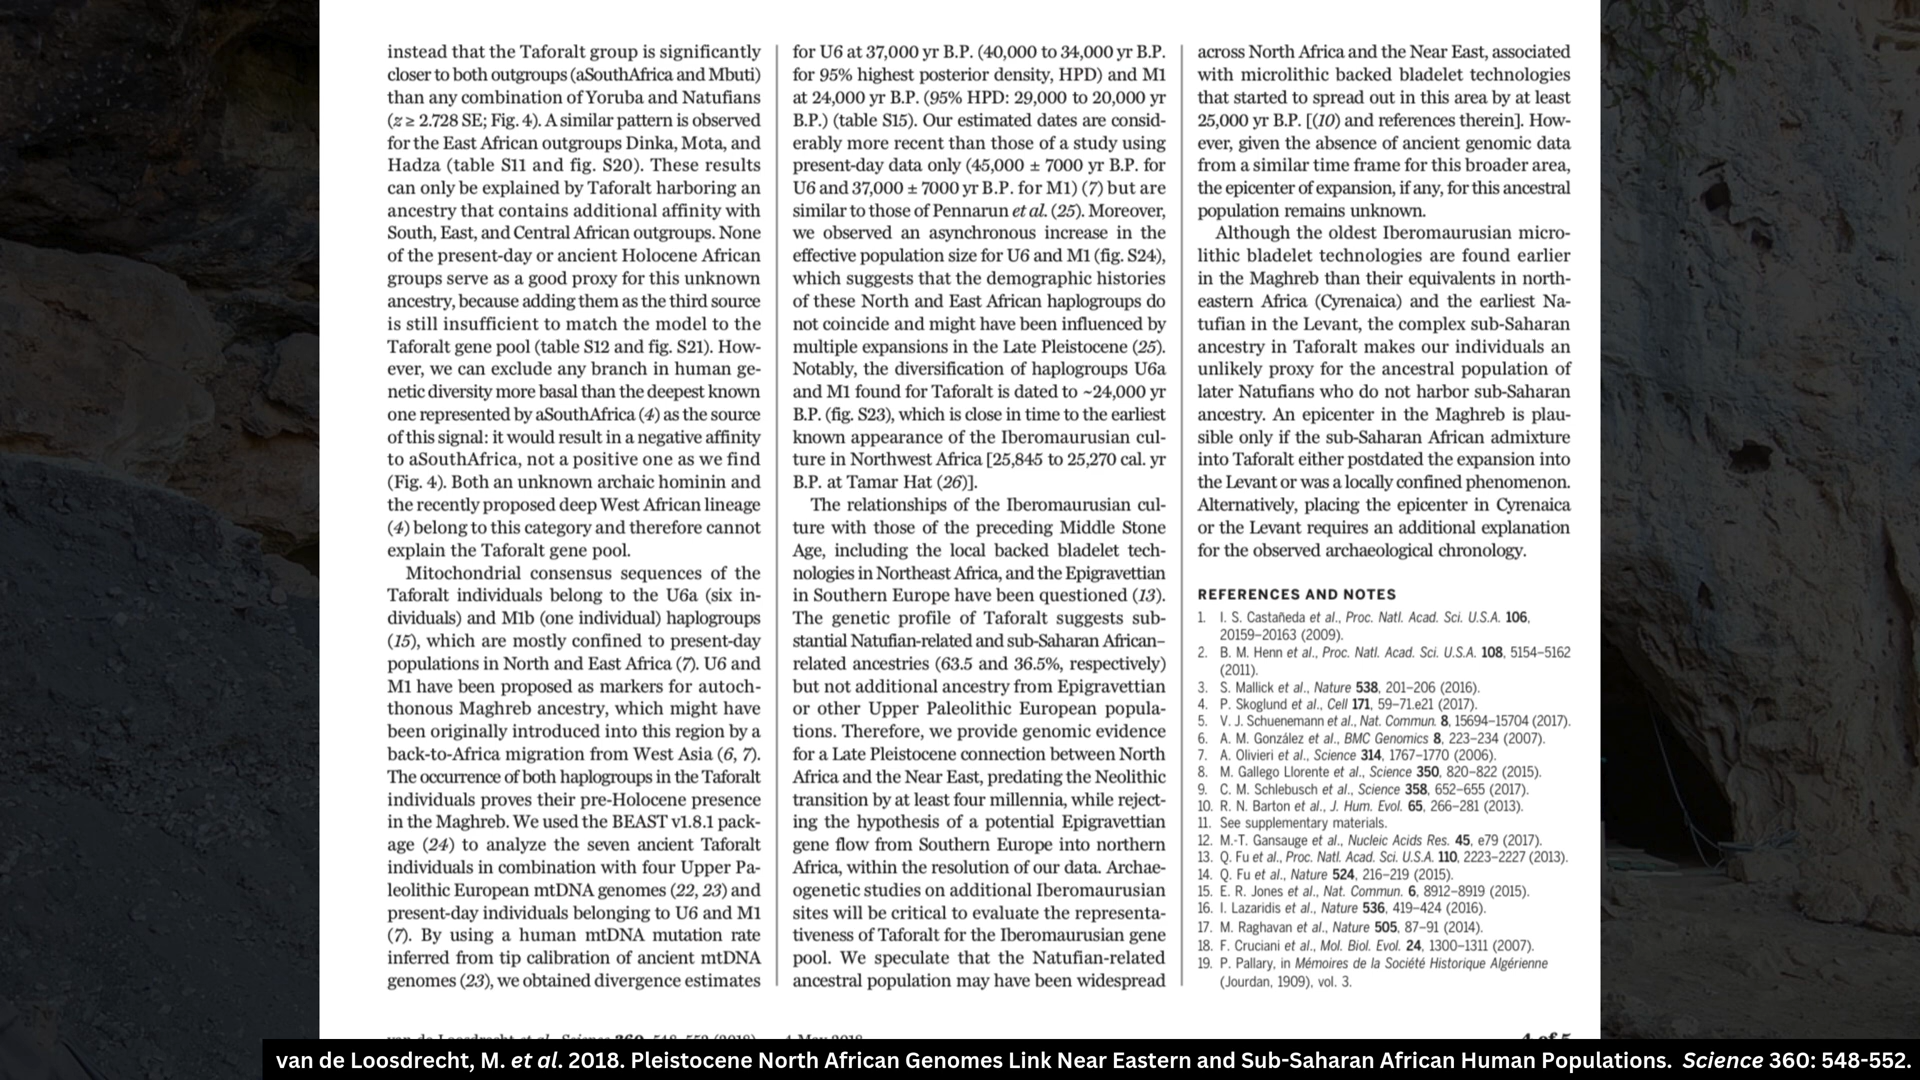 instead that the Taforalt group is significantly
closer to both outgroups (aSouthAfrica and Mbuti)
than any combination of Yoruba and Natufians
(z ≥ 2.728 SE; Fig. 4). A similar pattern is observed
for the East African outgroups Dinka, Mota, and
Hadza (table S11 and fig. S20). These results
can only be explained by Taforalt harboring an
ancestry that contains additional affinity with
South, East, and Central African outgroups. None
of the present-day or ancient Holocene African
groups serve as a good proxy for this unknown
ancestry, because adding them as the third source
is still insufficient to match the model to the
Taforalt gene pool (table S12 and fig. S21). How-
ever, we can exclude any branch in human ge-
netic diversity more basal than the deepest known
one represented by aSouthAfrica (4) as the source
of this signal: it would result in a negative affinity
to aSouthAfrica, not a positive one as we find
(Fig. 4). Both an unknown archaic hominin and
the recently proposed deep West African lineage
(4) belong to this category and therefore cannot
explain the Taforalt gene pool.
Mitochondrial consensus sequences of the
Taforalt individuals belong to the U6a (six in-
dividuals) and M1b (one individual) haplogroups
(15), which are mostly confined to present-day
populations in North and East Africa (7). U6 and
M1 have been proposed as markers for autoch-
thonous Maghreb ancestry, which might have
been originally introduced into this region by a
back-to-Africa migration from West Asia (6, 7).
The occurrence of both haplogroups in the Taforalt
individuals proves their pre-Holocene presence
in the Maghreb. We used the BEAST v1.8.1 pack-
age (24) to analyze the seven ancient Taforalt
individuals in combination with four Upper Pa-
leolithic European mtDNA genomes (22, 23) and
present-day individuals belonging to U6 and M1
(7). By using a human mtDNA mutation rate
inferred from tip calibration of ancient mtDNA
genomes (23), we obtained divergence estimates
for U6 at 37,000 yr B.P. (40,000 to 34,000 yr B.P.
for 95% highest posterior density, HPD) and M1
at 24,000 yr B.P. (95% HPD: 29,000 to 20,000 yr
B.P.) (table S15). Our estimated dates are consid-
erably more recent than those of a study using
present-day data only (45,000 ± 7000 yr B.P. for
U6 and 37,000 ± 7000 yr B.P. for M1) (7) but are
similar to those of Pennarun et al. (25). Moreover,
we observed an asynchronous increase in the
effective population size for U6 and M1 (fig. S24),
which suggests that the demographic histories
of these North and East African haplogroups do
not coincide and might have been influenced by
multiple expansions in the Late Pleistocene (25).
Notably, the diversification of haplogroups U6a
and M1 found for Taforalt is dated to ~24,000 yr
B.P. (fig. S23), which is close in time to the earliest
known appearance of the Iberomaurusian cul-
ture in Northwest Africa [25,845 to 25,270 cal. yr
B.P. at Tamar Hat (26)].
The relationships of the Iberomaurusian cul-
ture with those of the preceding Middle Stone
Age, including the local backed bladelet tech-
nologies in Northeast Africa, and the Epigravettian
in Southern Europe have been questioned (13).
The genetic profile of Taforalt suggests sub-
stantial Natufian-related and sub-Saharan African–
related ancestries (63.5 and 36.5%, respectively)
but not additional ancestry from Epigravettian
or other Upper Paleolithic European popula-
tions. Therefore, we provide genomic evidence
for a Late Pleistocene connection between North
Africa and the Near East, predating the Neolithic
transition by at least four millennia, while reject-
ing the hypothesis of a potential Epigravettian
gene flow from Southern Europe into northern
Africa, within the resolution of our data. Archae-
ogenetic studies on additional Iberomaurusian
sites will be critical to evaluate the representa-
tiveness of Taforalt for the Iberomaurusian gene
pool. We speculate that the Natufian-related
ancestral population may have been widespread
across North Africa and the Near East, associated
with microlithic backed bladelet technologies
that started to spread out in this area by at least
25,000 yr B.P. [(10) and references therein]. How-
ever, given the absence of ancient genomic data
from a similar time frame for this broader area,
the epicenter of expansion, if any, for this ancestral
population remains unknown.
Although the oldest Iberomaurusian micro-
lithic bladelet technologies are found earlier
in the Maghreb than their equivalents in north-
eastern Africa (Cyrenaica) and the earliest Na-
tufian in the Levant, the complex sub-Saharan
ancestry in Taforalt makes our individuals an
unlikely proxy for the ancestral population of
later Natufians who do not harbor sub-Saharan
ancestry. An epicenter in the Maghreb is plau-
sible only if the sub-Saharan African admixture
into Taforalt either postdated the expansion into
the Levant or was a locally confined phenomenon.
Alternatively, placing the epicenter in Cyrenaica
or the Levant requires an additional explanation
for the observed archaeological chronology.
REFERENCES AND NOTES
1. I. S. Castañeda et al., Proc. Natl. Acad. Sci. U.S.A. 106,
20159–20163 (2009).
2. B. M. Henn et al., Proc. Natl. Acad. Sci. U.S.A. 108, 5154–5162
(2011).
3. S. Mallick et al., Nature 538, 201–206 (2016).
4. P. Skoglund et al., Cell 171, 59–71.e21 (2017).
5. V. J. Schuenemann et al., Nat. Commun. 8, 15694–15704 (2017).
6. A. M. González et al., BMC Genomics 8, 223–234 (2007).
7. A. Olivieri et al., Science 314, 1767–1770 (2006).
8. M. Gallego Llorente et al., Science 350, 820–822 (2015).
9. C. M. Schlebusch et al., Science 358, 652–655 (2017).
10. R. N. Barton et al., J. Hum. Evol. 65, 266–281 (2013).
11. See supplementary materials.
12. M.-T. Gansauge et al., Nucleic Acids Res. 45, e79 (2017).
13. Q. Fu et al., Proc. Natl. Acad. Sci. U.S.A. 110, 2223–2227 (2013).
14. Q. Fu et al., Nature 524, 216–219 (2015).
15. E. R. Jones et al., Nat. Commun. 6, 8912–8919 (2015).
16. I. Lazaridis et al., Nature 536, 419–424 (2016).
17. M. Raghavan et al., Nature 505, 87–91 (2014).
18. F. Cruciani et al., Mol. Biol. Evol. 24, 1300–1311 (2007).
19. P. Pallary, in Mémoires de la Société Historique Algérienne
(Jourdan, 1909), vol. 3.
van de Loosdrecht et al., Science 360, 548–552 (2018) 4 May 2018 4 of 5
van de Loosdrecht, M. et al. 2018. Pleistocene North African Genomes Link Near Eastern and Sub-Saharan African Human Populations. Science 360: 548-552.